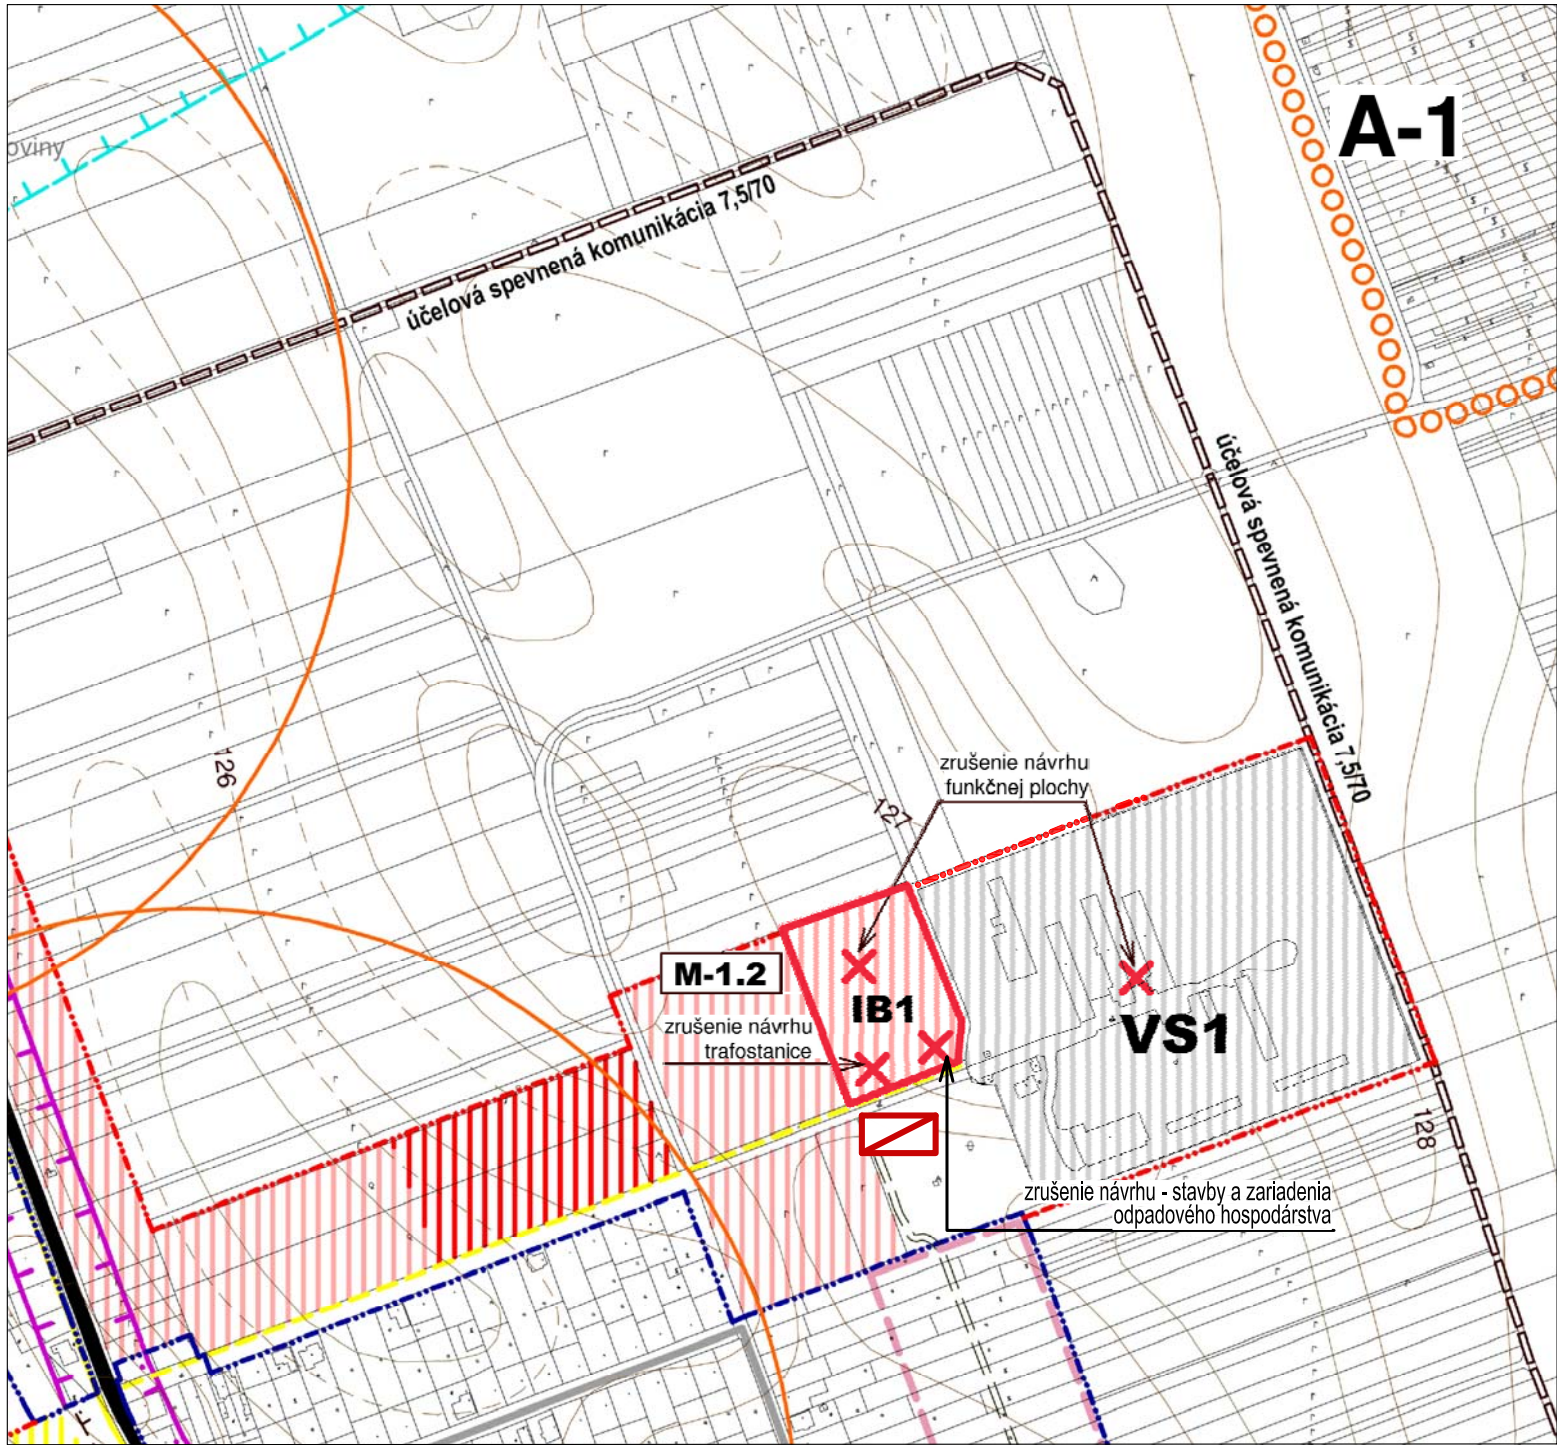 A-1
oviny
účelová spevnená komunikácia 7,5/70
účelová spevnená komunikácia 7,5/70
126
127
zrušenie návrhu
funkčnej plochy
M-1.2
IB1
zrušenie návrhu
trafostanice
VS1
128
zrušenie návrhu - stavby a zariadenia
odpadového hospodárstva